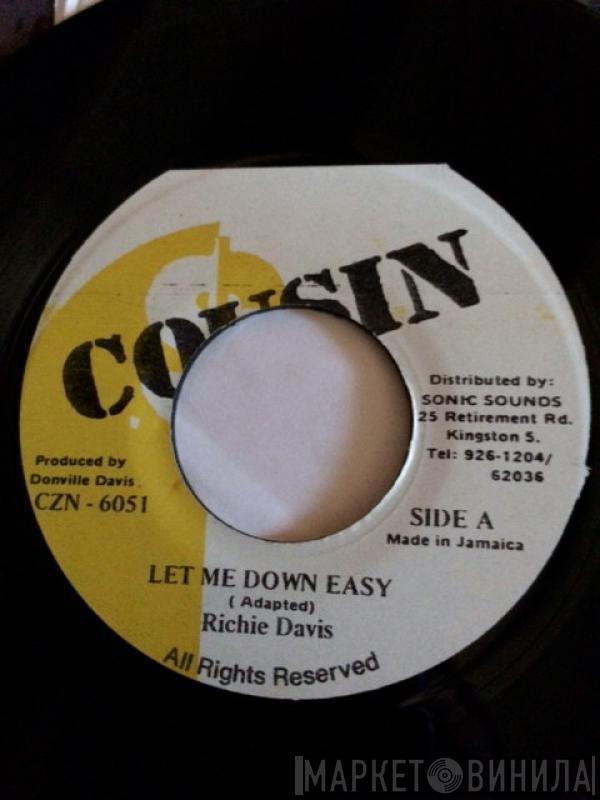 COUSIN
$
Distributed by:
SONIC SOUNDS
25 Retirement Rd.
Kingston 5.
Tel: 926-1204/
62036
Produced by
Donville Davis
CZN - 6051
SIDE A
Made in Jamaica
LET ME DOWN EASY
( Adapted)
Richie Davis
All Rights Reserved
МАРКЕТ ВИНИЛА